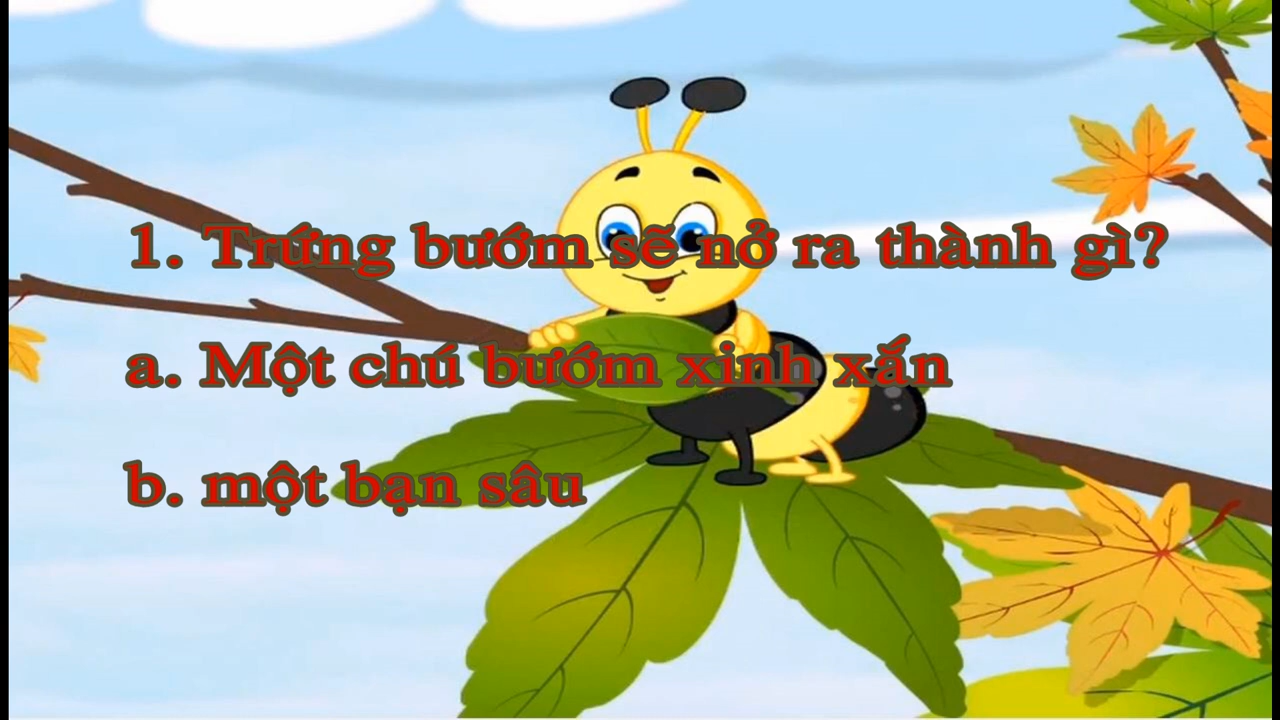 1. Trứng bướm sẽ nở ra thành gì?
a. Một chú bướm xinh xắn
b. một bạn sâu